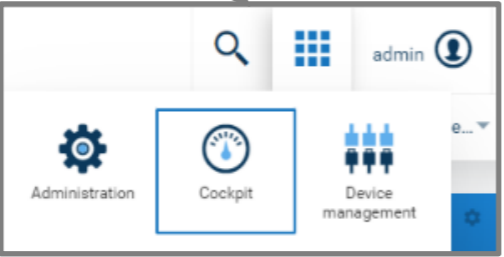 admin
e...
Administration
Cockpit
Device
management